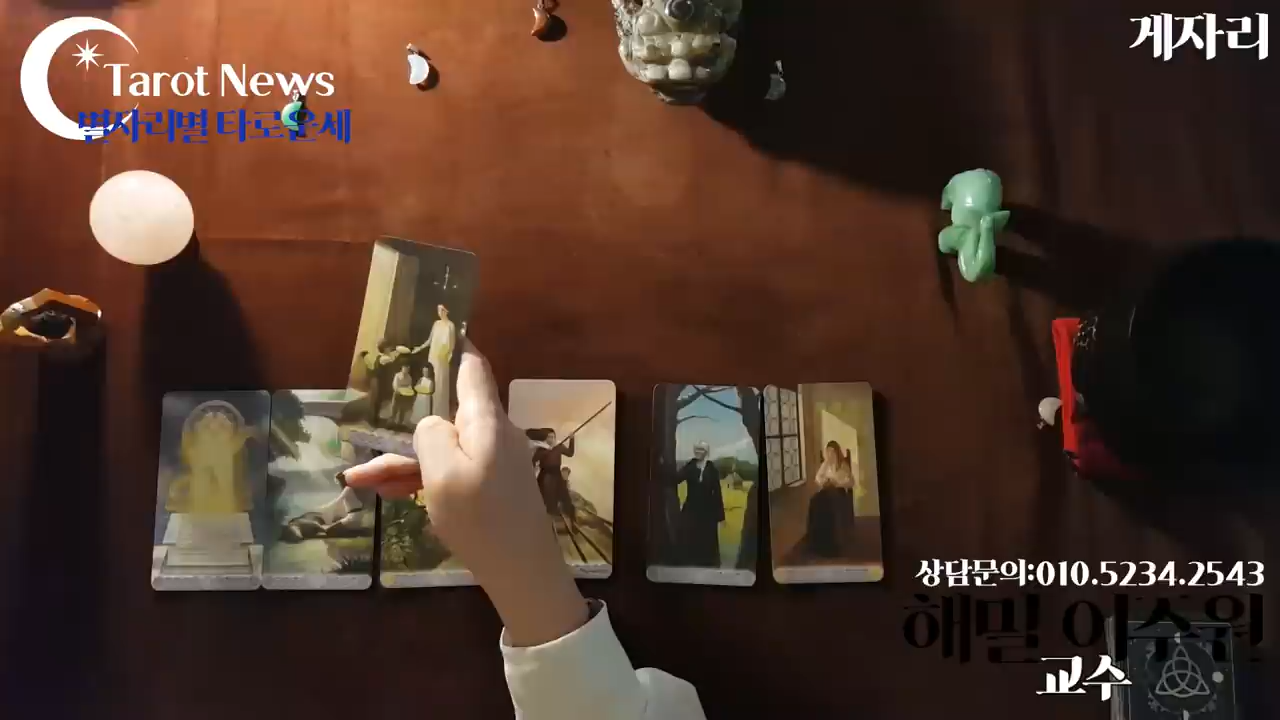 Tarot News
별자리별 타로운세
게자리
상담문의:010.5234.2543
해밀 이수원
교수